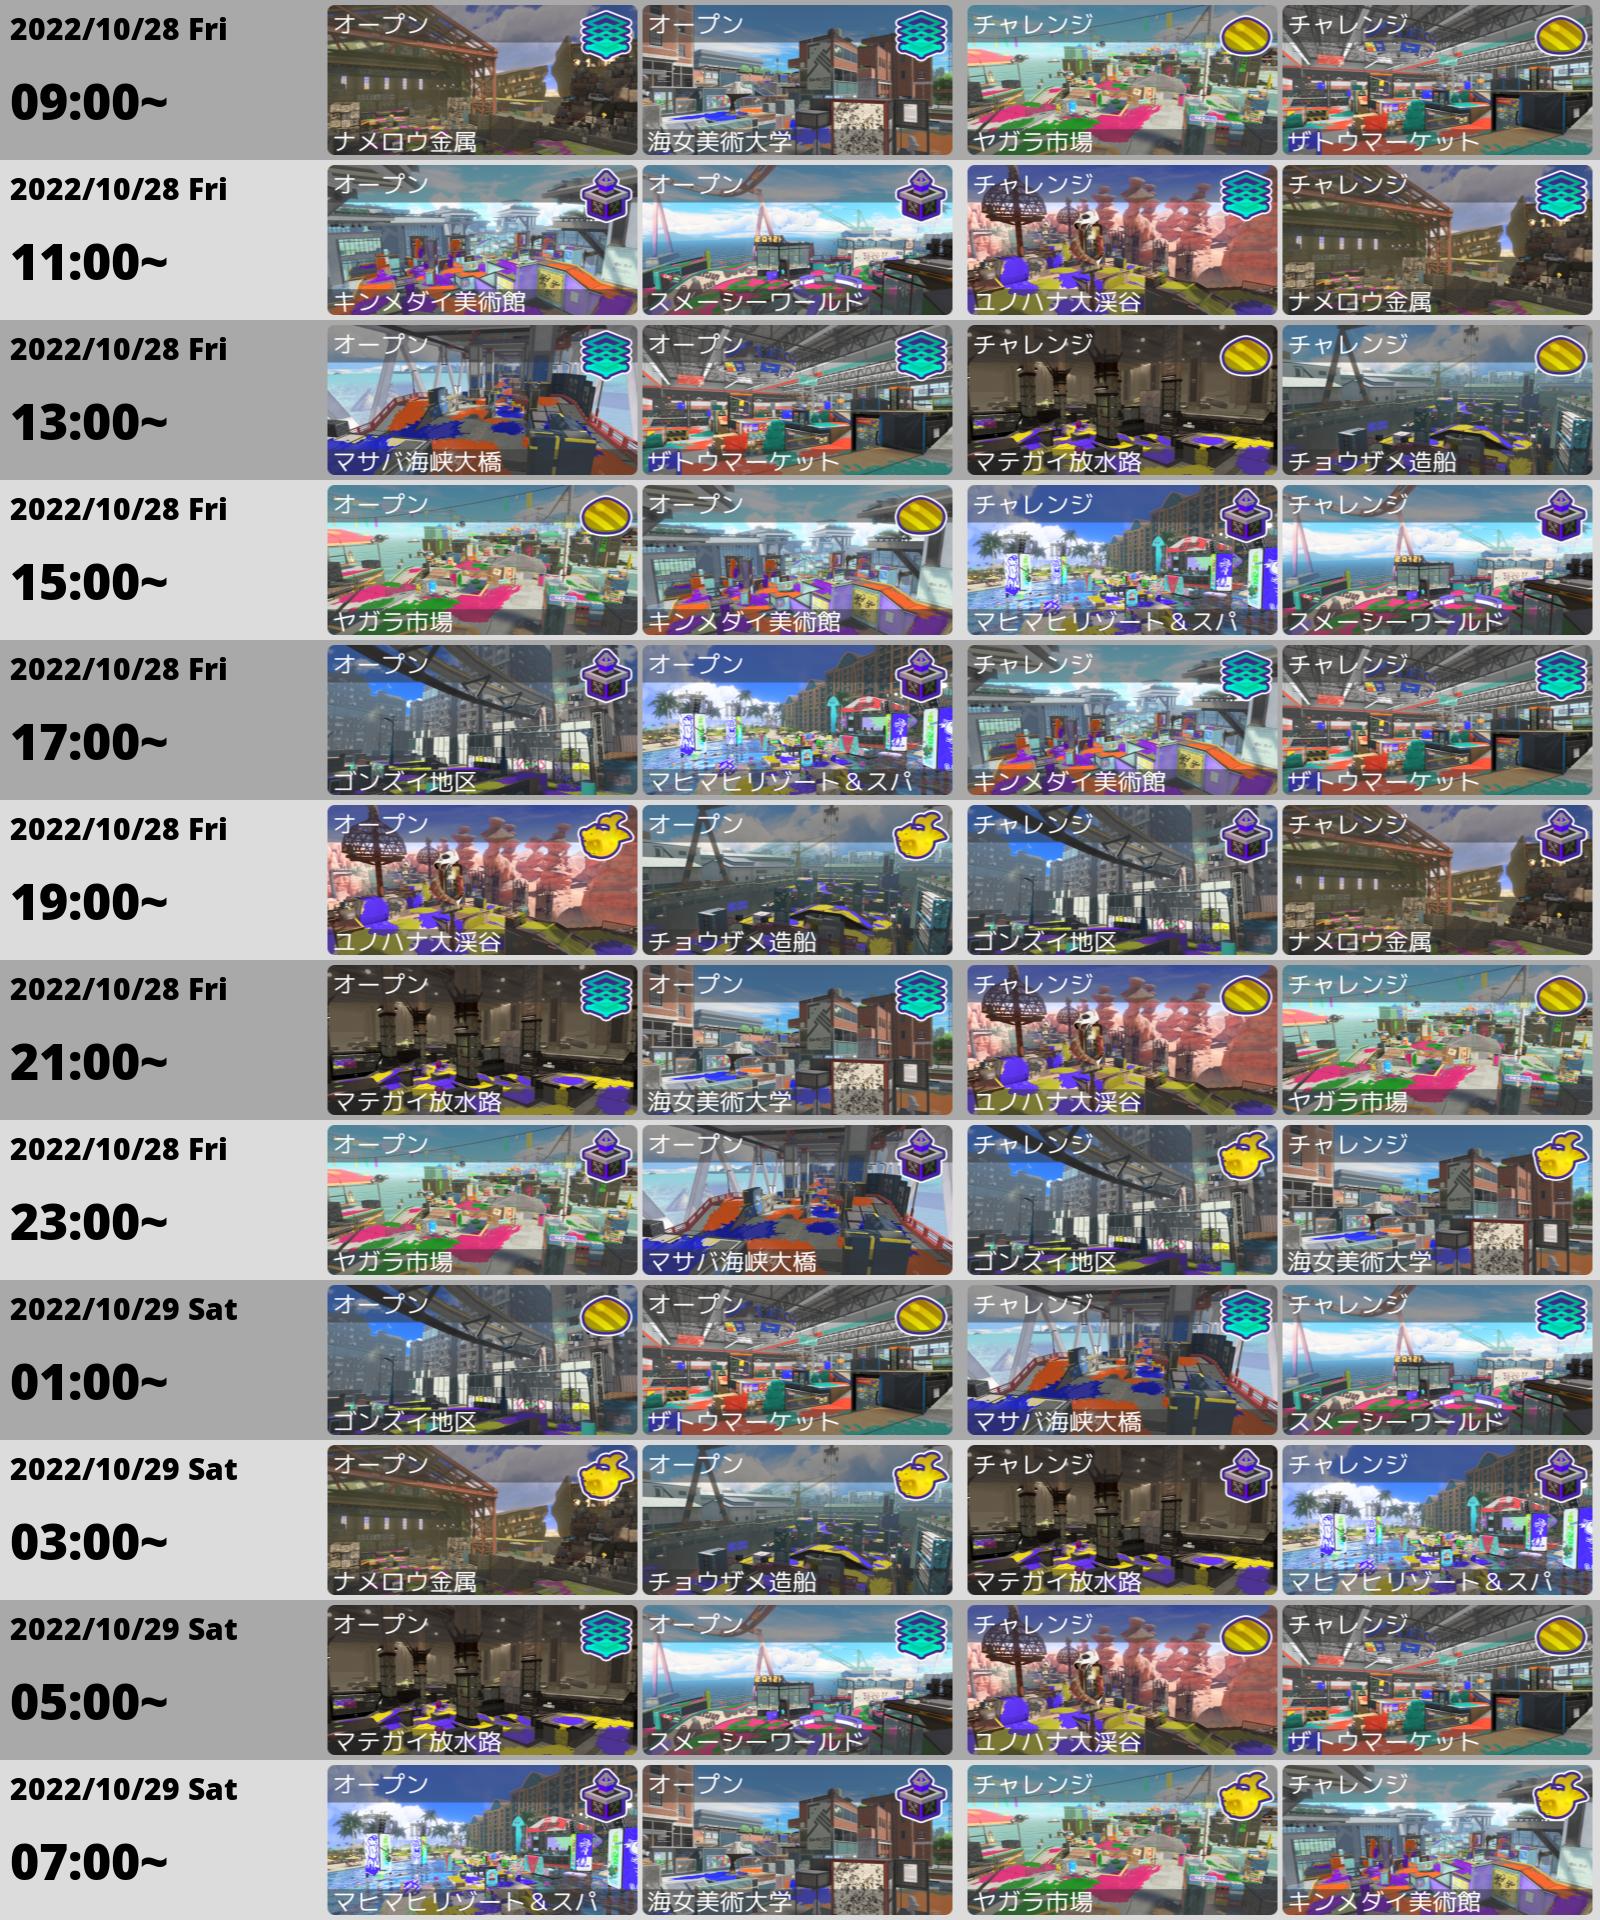 2022/10/28 Fri
09:00~
オープン
ナメロウ金属
オープン
海女美術大学
チャレンジ
ヤガラ市場
チャレンジ
ザトウマーケット
2022/10/28 Fri
11:00~
オープン
キンメダイ美術館
オープン
スメーシーワールド
チャレンジ
ユノハナ大渓谷
チャレンジ
ナメロウ金属
2022/10/28 Fri
13:00~
オープン
マサバ海峡大橋
オープン
ザトウマーケット
チャレンジ
マテガイ放水路
チャレンジ
チョウザメ造船
2022/10/28 Fri
15:00~
オープン
ヤガラ市場
オープン
キンメダイ美術館
チャレンジ
マヒマヒリゾート&スパ
チャレンジ
スメーシーワールド
2022/10/28 Fri
17:00~
オープン
ゴンズイ地区
オープン
マヒマヒリゾート&スパ
チャレンジ
キンメダイ美術館
チャレンジ
ザトウマーケット
2022/10/28 Fri
19:00~
オープン
ユノハナ大渓谷
オープン
チョウザメ造船
チャレンジ
ゴンズイ地区
チャレンジ
ナメロウ金属
2022/10/28 Fri
21:00~
オープン
マテガイ放水路
オープン
海女美術大学
チャレンジ
ユノハナ大渓谷
チャレンジ
ヤガラ市場
2022/10/28 Fri
23:00~
オープン
ヤガラ市場
オープン
マサバ海峡大橋
チャレンジ
ゴンズイ地区
チャレンジ
海女美術大学
2022/10/29 Sat
01:00~
オープン
ゴンズイ地区
オープン
ザトウマーケット
チャレンジ
マサバ海峡大橋
チャレンジ
スメーシーワールド
2022/10/29 Sat
03:00~
オープン
ナメロウ金属
オープン
チョウザメ造船
チャレンジ
マテガイ放水路
チャレンジ
マヒマヒリゾート&スパ
2022/10/29 Sat
05:00~
オープン
マテガイ放水路
オープン
スメーシーワールド
チャレンジ
ユノハナ大渓谷
チャレンジ
ザトウマーケット
2022/10/29 Sat
07:00~
オープン
マヒマヒリゾート&スパ
オープン
海女美術大学
チャレンジ
ヤガラ市場
チャレンジ
キンメダイ美術館